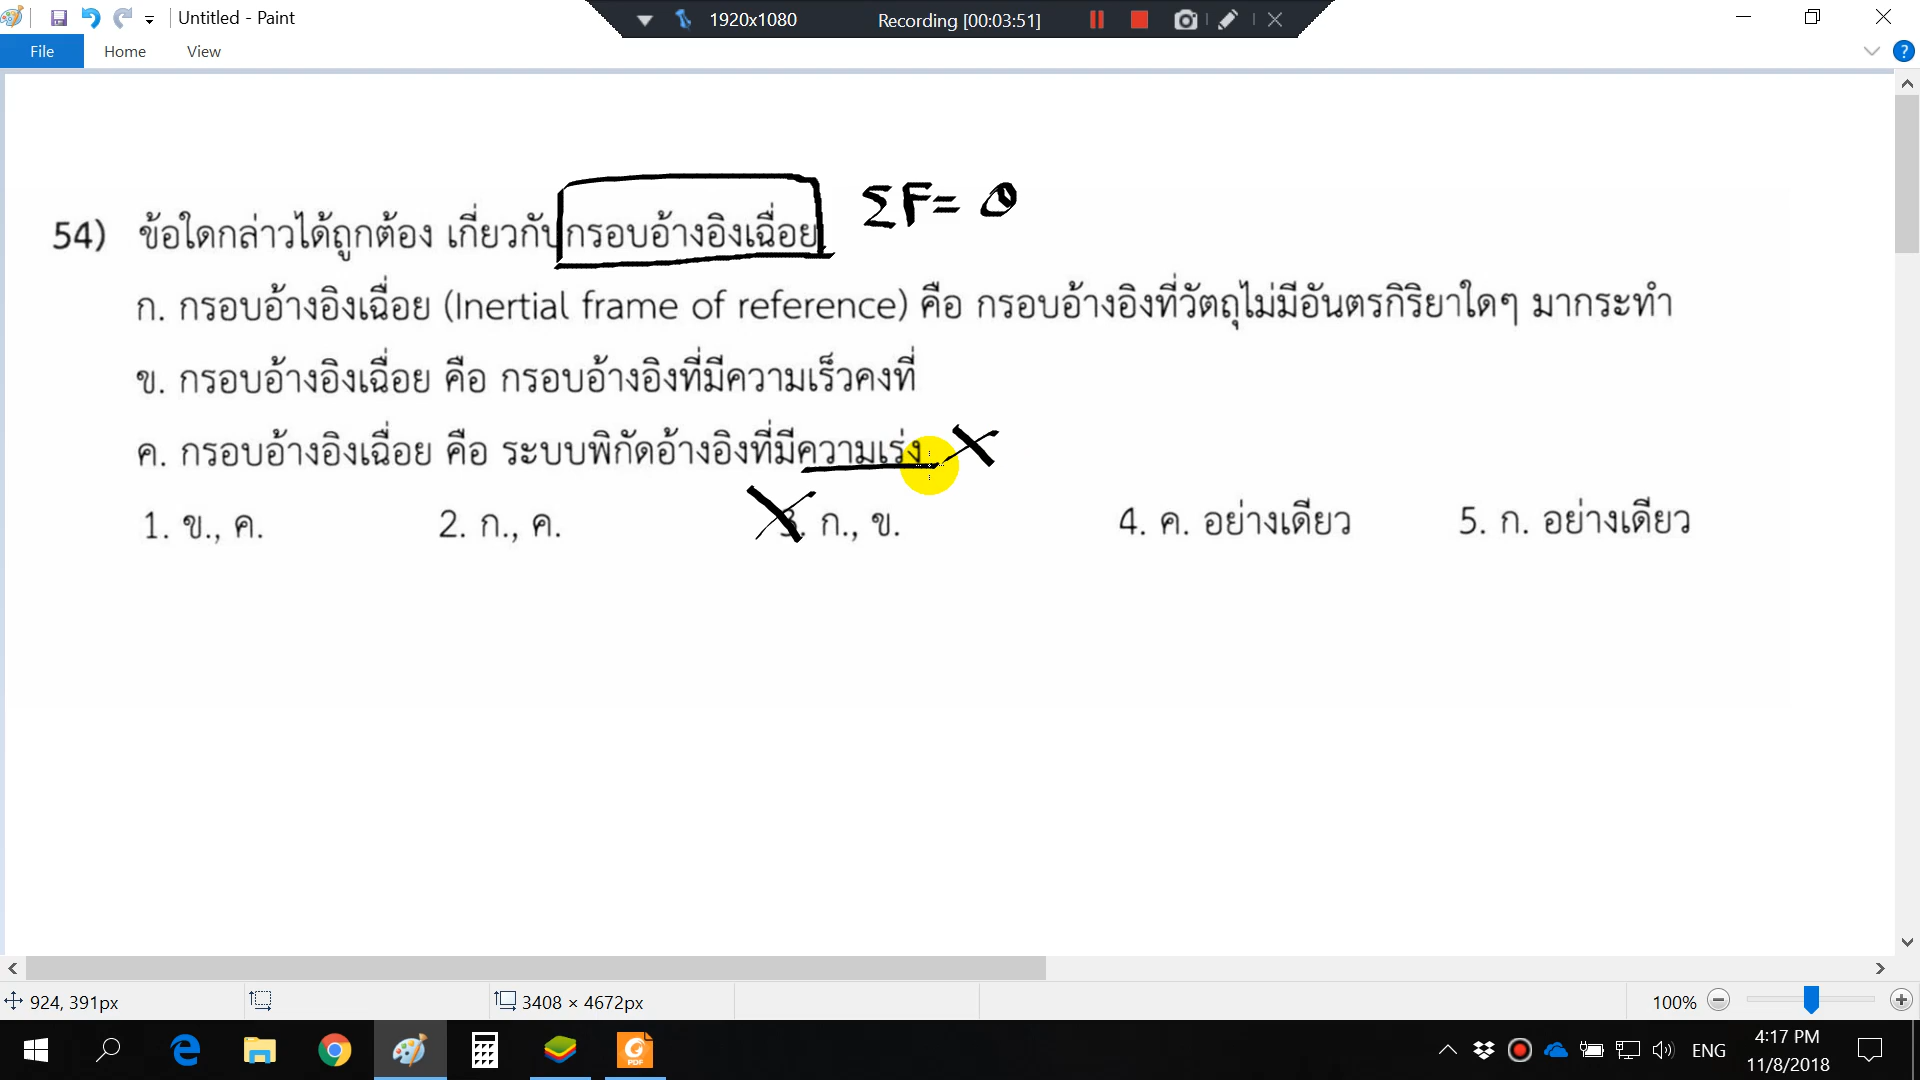 Untitled - Paint
1920x1080
Recording [00:03:51]
File Home View
ΣF= 0
54) ข้อใดกล่าวได้ถูกต้อง เกี่ยวกับกรอบอ้างอิงเฉื่อย
ก. กรอบอ้างอิงเฉื่อย (Inertial frame of reference) คือ กรอบอ้างอิงที่วัตถุไม่มีอันตรกิริยาใดๆ มากระทำ
ข. กรอบอ้างอิงเฉื่อย คือ กรอบอ้างอิงที่มีความเร็วคงที่
ค. กรอบอ้างอิงเฉื่อย คือ ระบบพิกัดอ้างอิงที่มีความเร่ง
1. ข., ค. 2. ก., ค. 3. ก., ข. 4. ค. อย่างเดียว 5. ก. อย่างเดียว
924, 391px 3408 × 4672px 100%
ENG
4:17 PM
11/8/2018
PDF